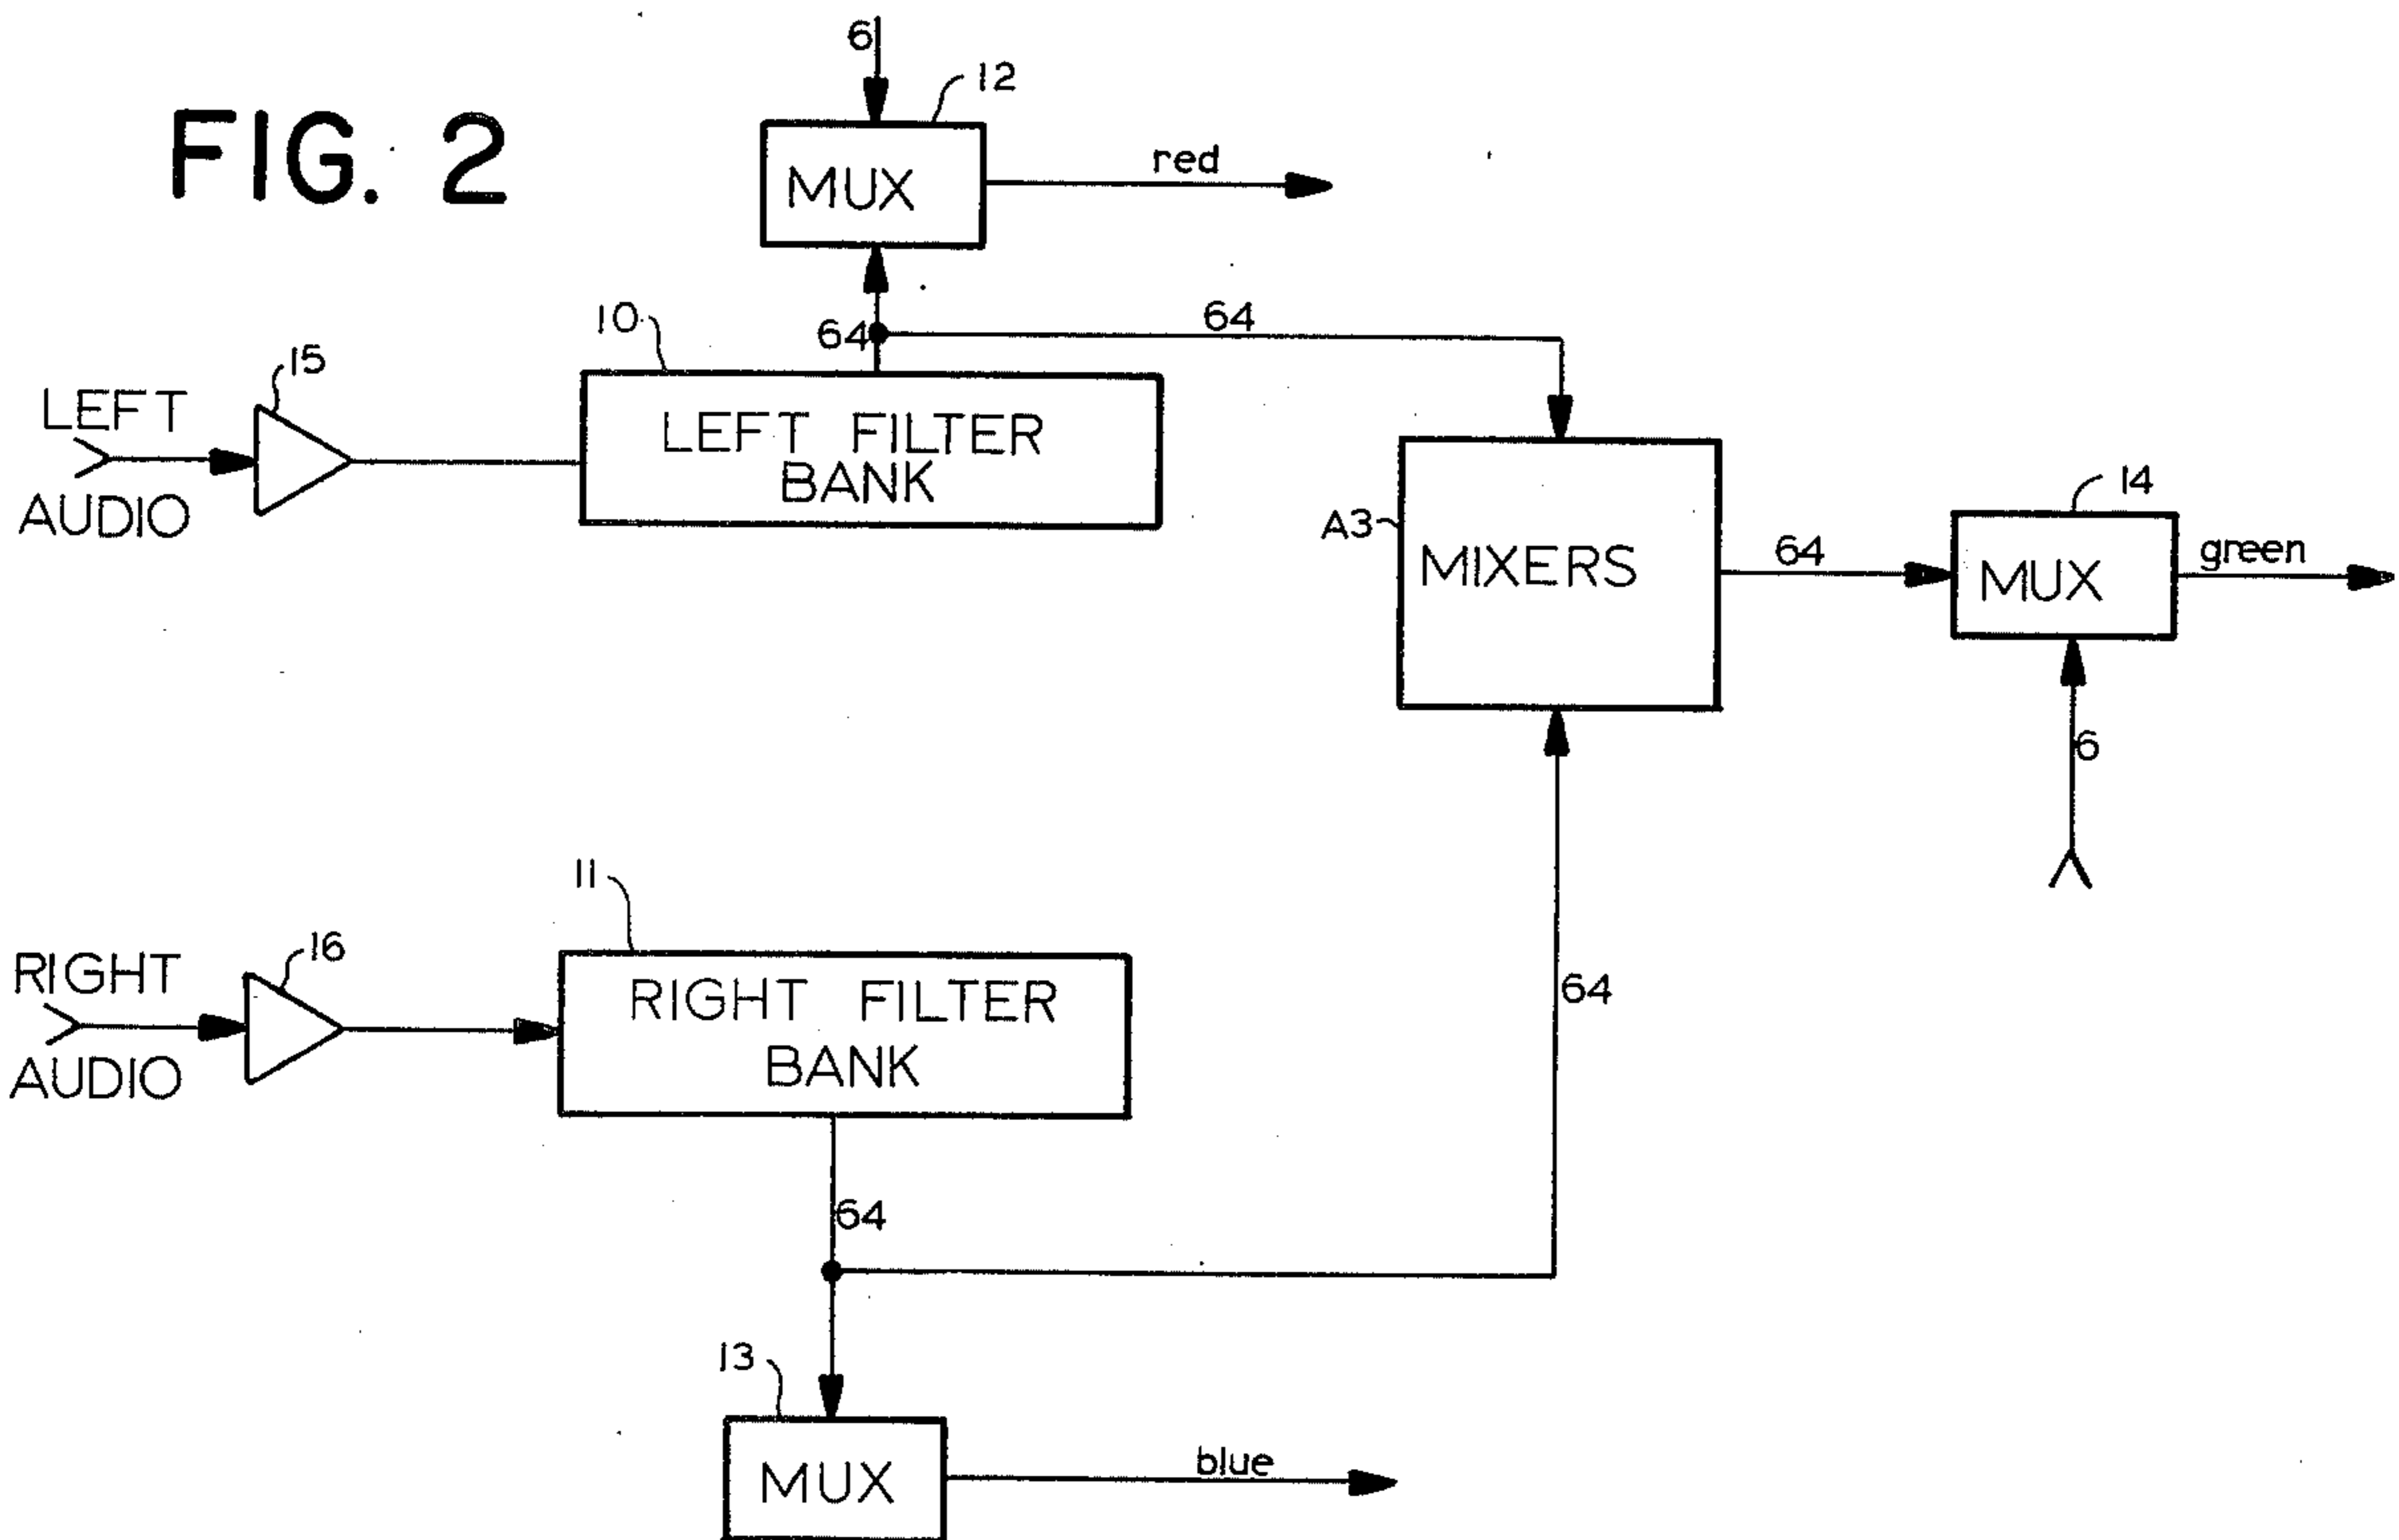 FIG. 2
6
12
MUX
red
64
64
10
15
LEFT
AUDIO
LEFT FILTER
BANK
A3
MIXERS
64
14
MUX
green
6
11
16
RIGHT
AUDIO
RIGHT FILTER
BANK
64
64
13
MUX
blue